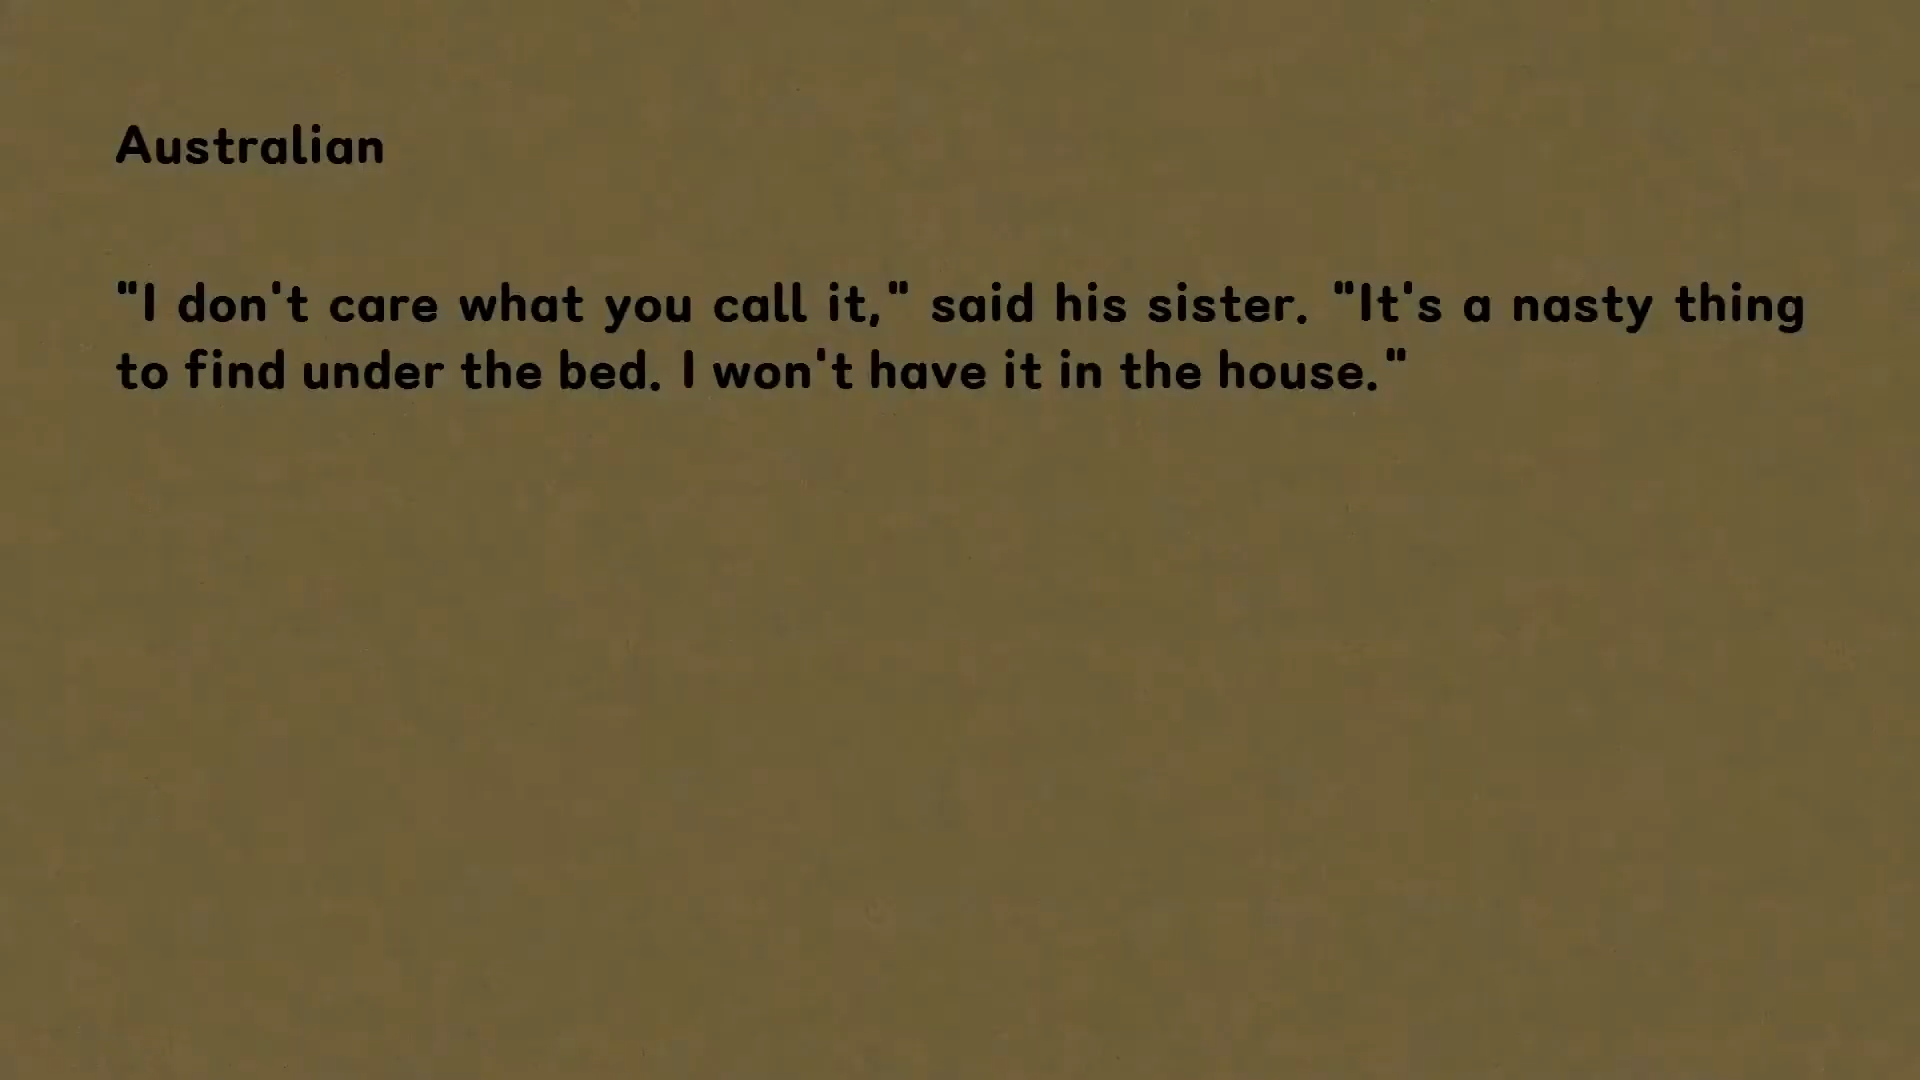 Australian
"I don't care what you call it," said his sister. "It's a nasty thing
to find under the bed. I won't have it in the house."